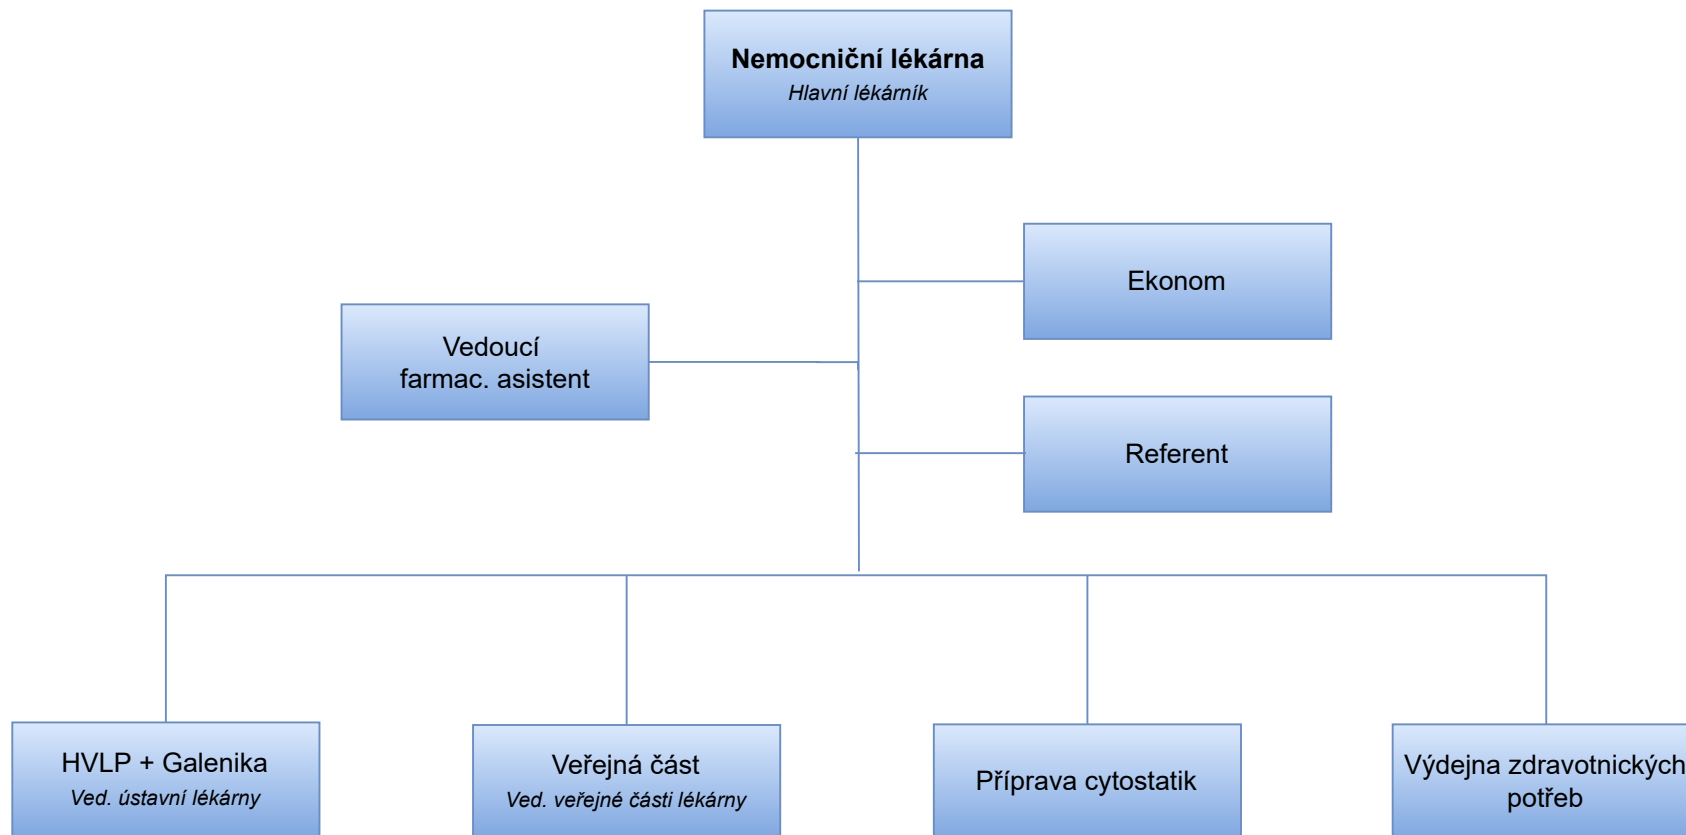 Nemocniční lékárna
Hlavní lékárník
Ekonom
Vedoucí
farmac. asistent
Referent
HVLP + Galenika
Ved. ústavní lékárny
Veřejná část
Ved. veřejné části lékárny
Příprava cytostatik
Výdejna zdravotnických
potřeb